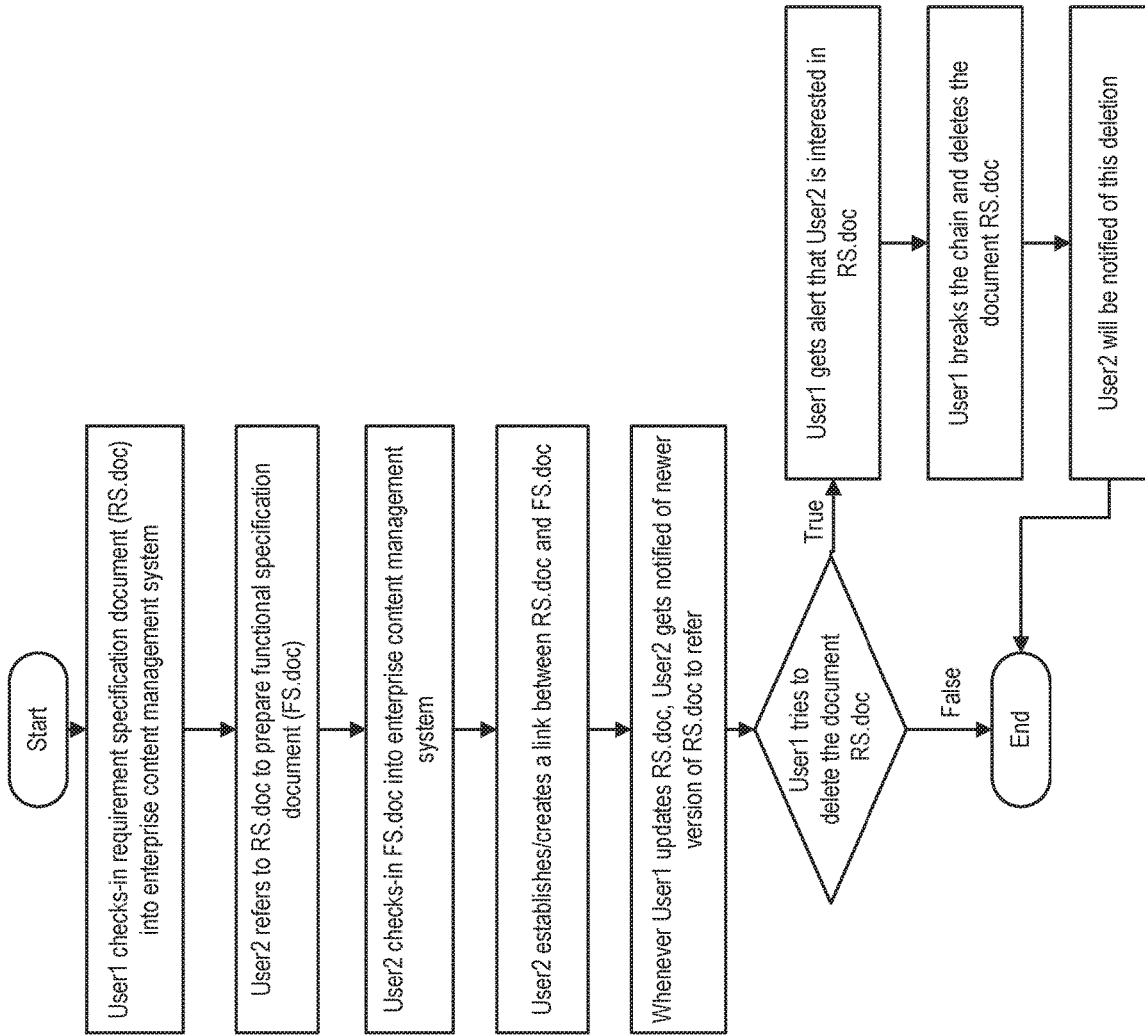 Start
User1 checks-in requirement specification document (RS.doc)
into enterprise content management system
User2 refers to RS.doc to prepare functional specification
document (FS.doc)
User2 checks-in FS.doc into enterprise content management
system
User2 establishes/creates a link between RS.doc and FS.doc
Whenever User1 updates RS.doc, User2 gets notified of newer
version of RS.doc to refer
User1 tries to
delete the document
RS.doc
True
False
User1 gets alert that User2 is interested in
RS.doc
User1 breaks the chain and deletes the
document RS.doc
User2 will be notified of this deletion
End